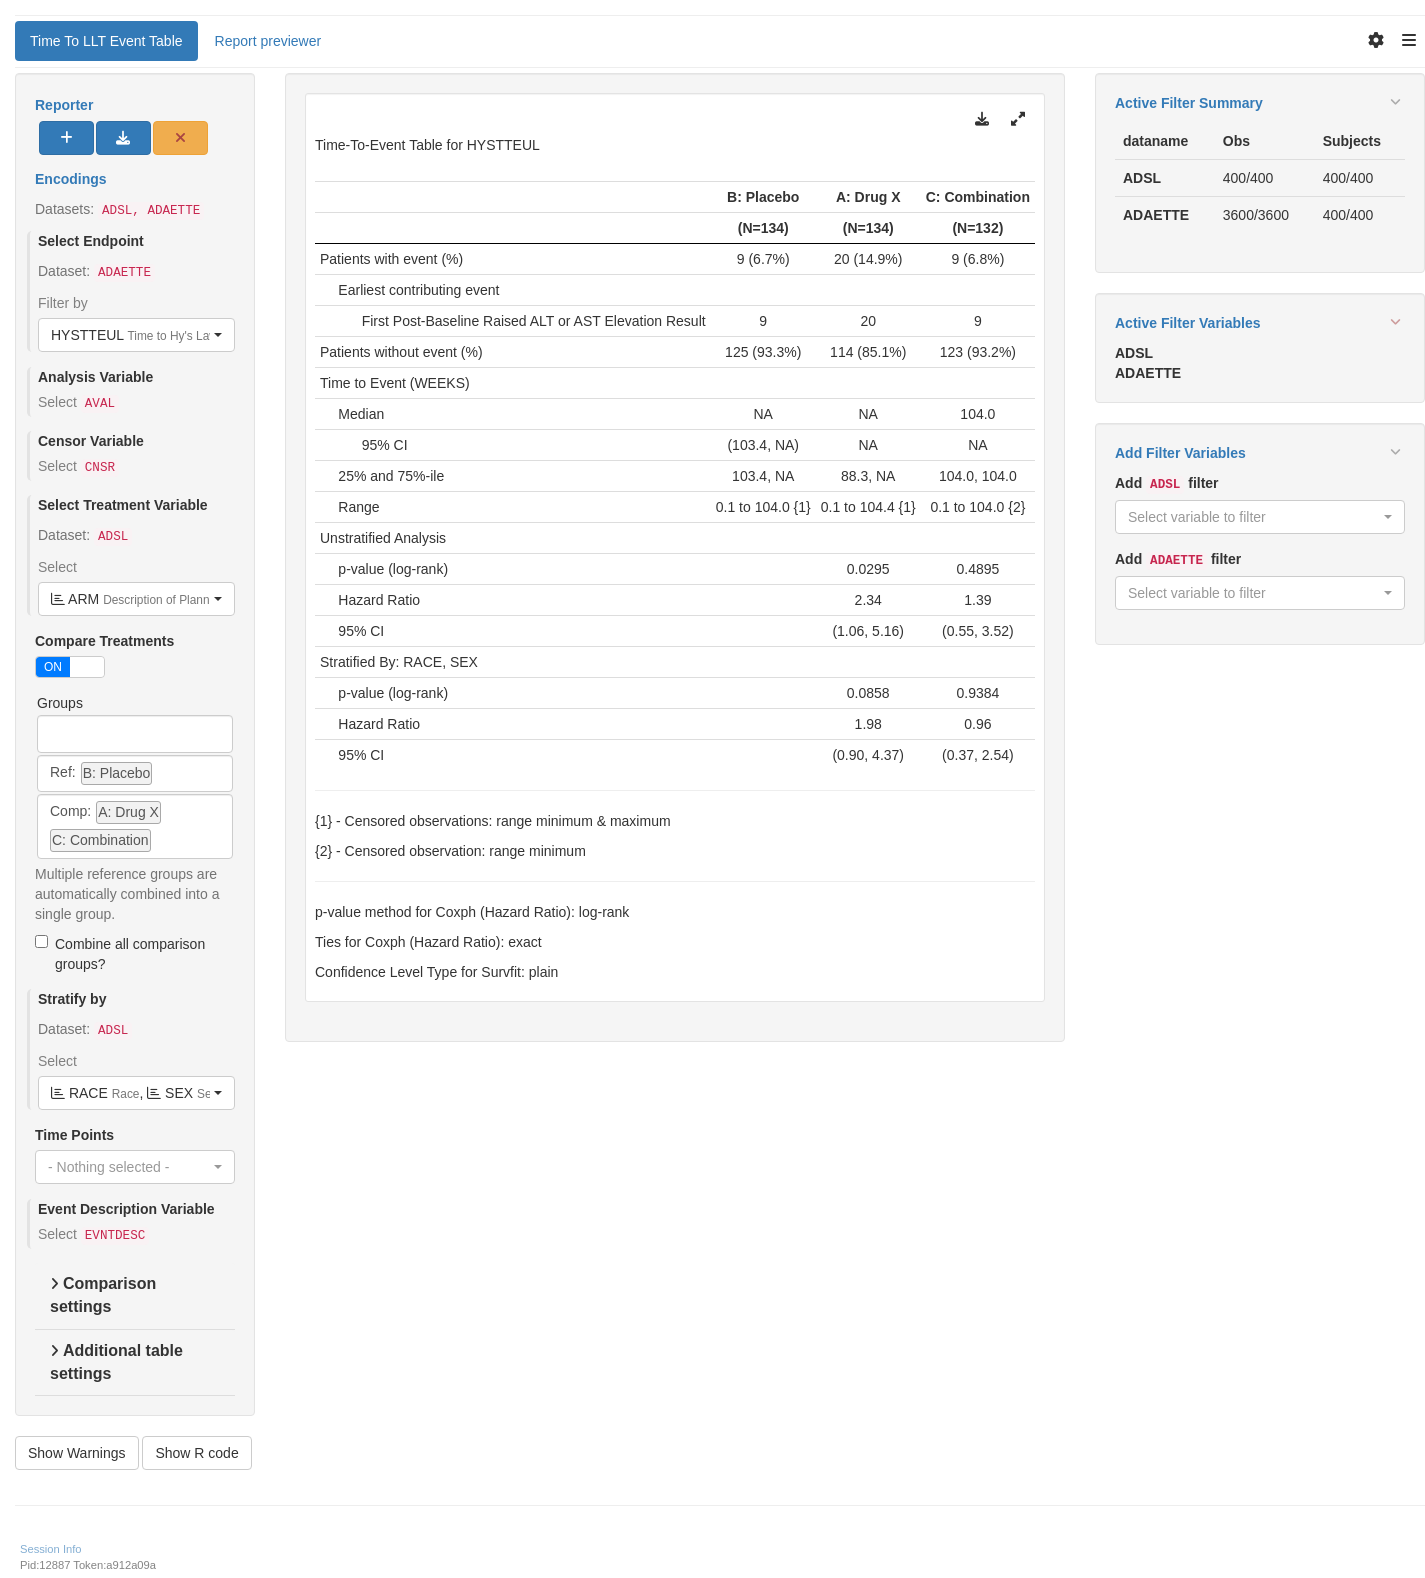 Time To LLT Event Table
Report previewer
Reporter
Encodings
Datasets: ADSL, ADAETTE
Select Endpoint
Dataset: ADAETTE
Filter by
HYSTTEUL Time to Hy's La
Analysis Variable
Select AVAL
Censor Variable
Select CNSR
Select Treatment Variable
Dataset: ADSL
Select
ARM Description of Plann
Compare Treatments
ON
Groups
Ref: B: Placebo
Comp: A: Drug X
C: Combination
Multiple reference groups are
automatically combined into a
single group.
Combine all comparison
groups?
Stratify by
Dataset: ADSL
Select
RACE Race, SEX Se
Time Points
- Nothing selected -
Event Description Variable
Select EVNTDESC
Comparison
settings
Additional table
settings
Show Warnings Show R code
Time-To-Event Table for HYSTTEUL
B: Placebo A: Drug X C: Combination
(N=134) (N=134) (N=132)
Patients with event (%) 9 (6.7%) 20 (14.9%) 9 (6.8%)
Earliest contributing event
First Post-Baseline Raised ALT or AST Elevation Result 9 20 9
Patients without event (%) 125 (93.3%) 114 (85.1%) 123 (93.2%)
Time to Event (WEEKS)
Median NA NA 104.0
95% CI (103.4, NA) NA NA
25% and 75%-ile 103.4, NA 88.3, NA 104.0, 104.0
Range 0.1 to 104.0 {1} 0.1 to 104.4 {1} 0.1 to 104.0 {2}
Unstratified Analysis
p-value (log-rank) 0.0295 0.4895
Hazard Ratio 2.34 1.39
95% CI (1.06, 5.16) (0.55, 3.52)
Stratified By: RACE, SEX
p-value (log-rank) 0.0858 0.9384
Hazard Ratio 1.98 0.96
95% CI (0.90, 4.37) (0.37, 2.54)
{1} - Censored observations: range minimum & maximum
{2} - Censored observation: range minimum
p-value method for Coxph (Hazard Ratio): log-rank
Ties for Coxph (Hazard Ratio): exact
Confidence Level Type for Survfit: plain
Active Filter Summary
dataname Obs Subjects
ADSL 400/400 400/400
ADAETTE 3600/3600 400/400
Active Filter Variables
ADSL
ADAETTE
Add Filter Variables
Add ADSL filter
Select variable to filter
Add ADAETTE filter
Select variable to filter
Session Info
Pid:12887 Token:a912a09a